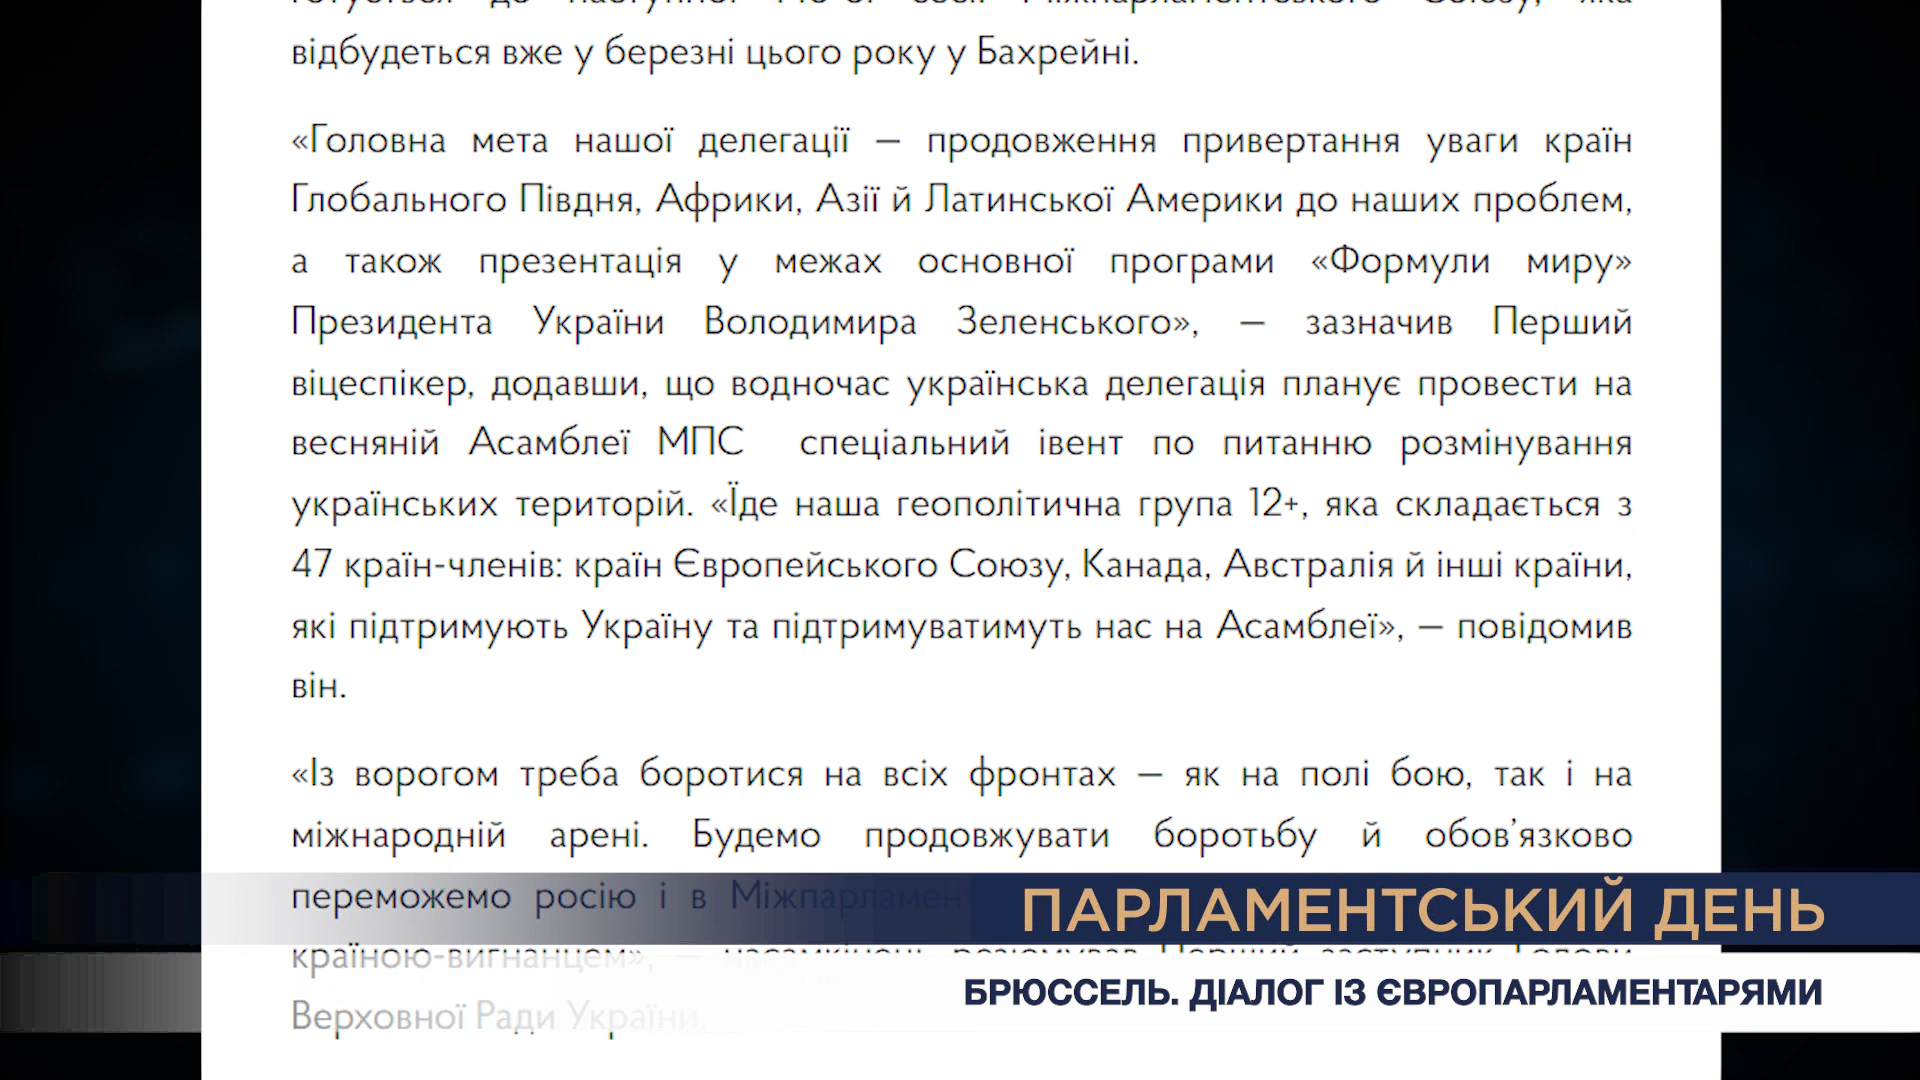 відбудеться вже у березні цього року у Бахрейні.
«Головна мета нашої делегації – продовження привертання уваги країн
Глобального Півдня, Африки, Азії й Латинської Америки до наших проблем,
а також презентація у межах основної програми «Формули миру»
Президента України Володимира Зеленського», – зазначив Перший
віцеспікер, додавши, що водночас українська делегація планує провести на
весняній Асамблеї МПС спеціальний івент по питанню розмінування
українських територій. «Їде наша геополітична група 12+, яка складається з
47 країн-членів: країн Європейського Союзу, Канада, Австралія й інші країни,
які підтримують Україну та підтримуватимуть нас на Асамблеї», – повідомив
він.
«Із ворогом треба боротися на всіх фронтах – як на полі бою, так і на
міжнародній арені. Будемо продовжувати боротьбу й обов’язково
переможемо росію і в
ПАРЛАМЕНТСЬКИЙ ДЕНЬ
країною-вигнанцем», –
БРЮССЕЛЬ. ДІАЛОГ ІЗ ЄВРОПАРЛАМЕНТАРЯМИ
Верховної Ради України